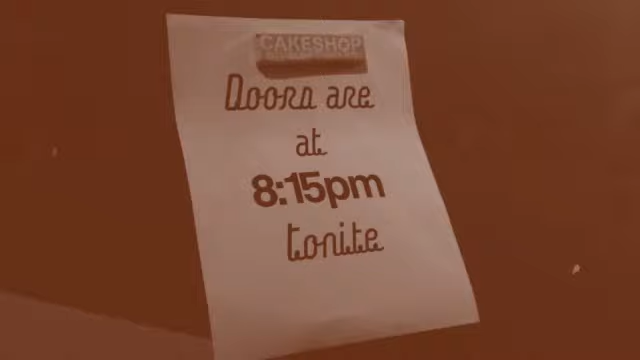 CAKESHOP
Doors are
at
8:15pm
tonite